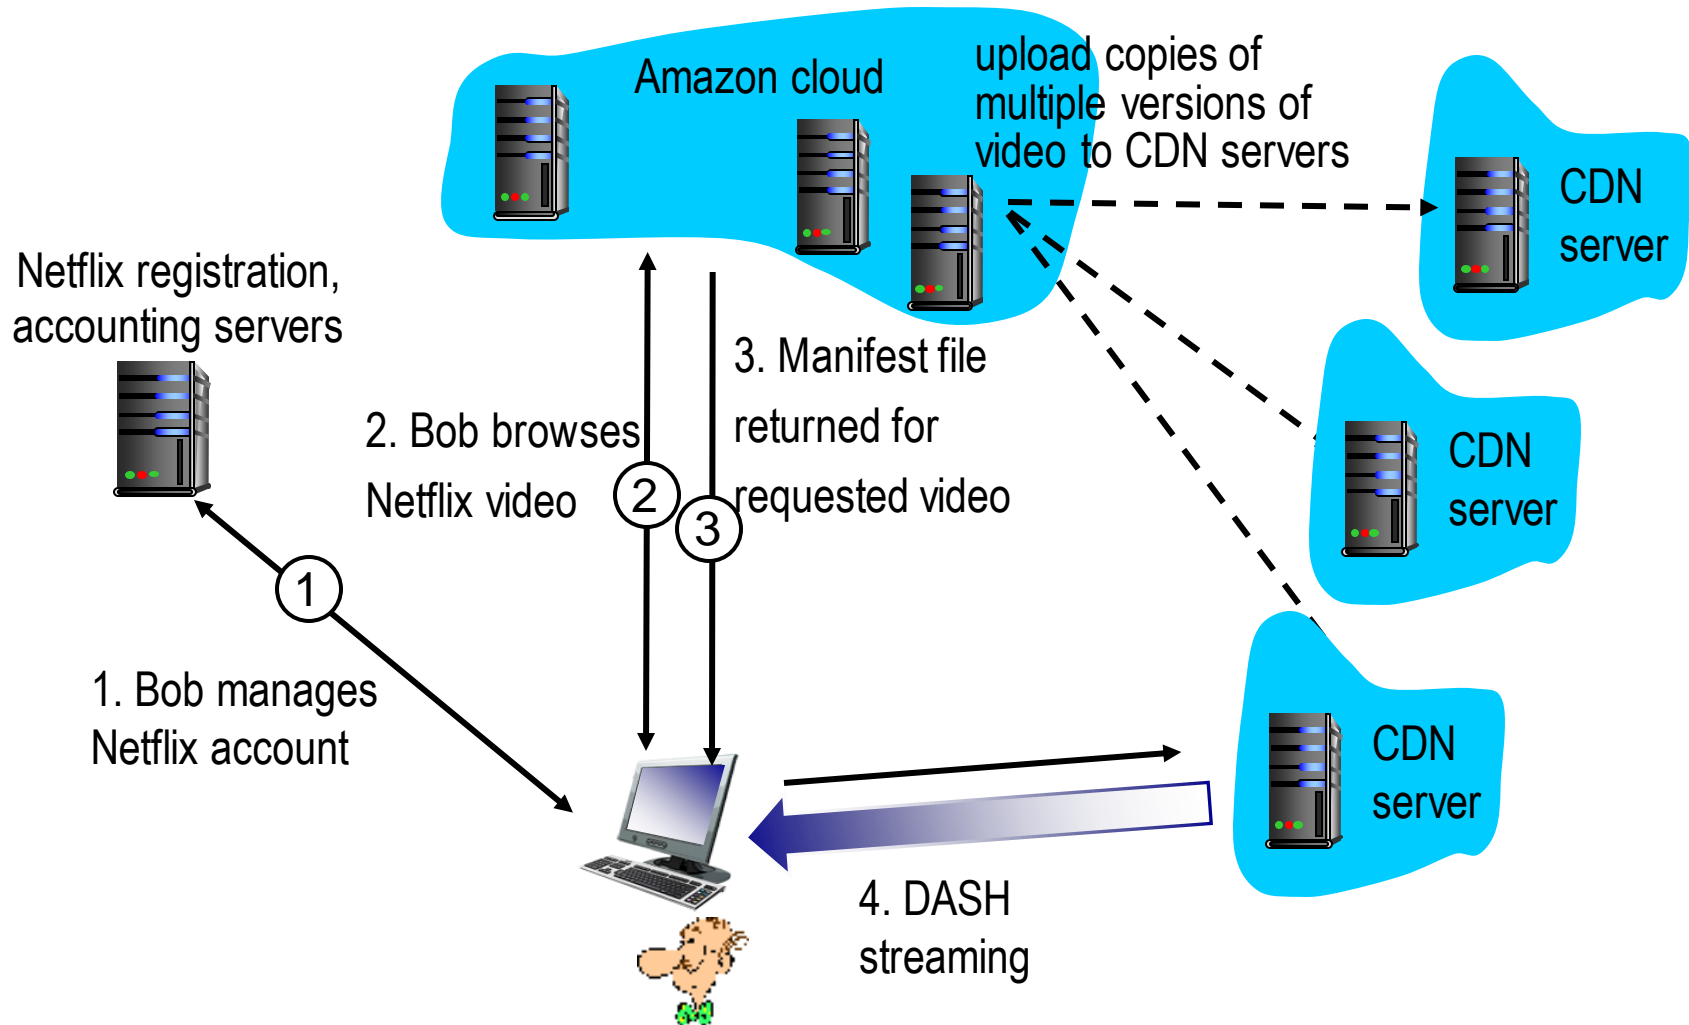 Amazon cloud
upload copies of
multiple versions of
video to CDN servers
CDN
server
Netflix registration,
accounting servers
3. Manifest file
returned for
requested video
2. Bob browses
Netflix video
2
3
CDN
server
1
1. Bob manages
Netflix account
CDN
server
4. DASH
streaming